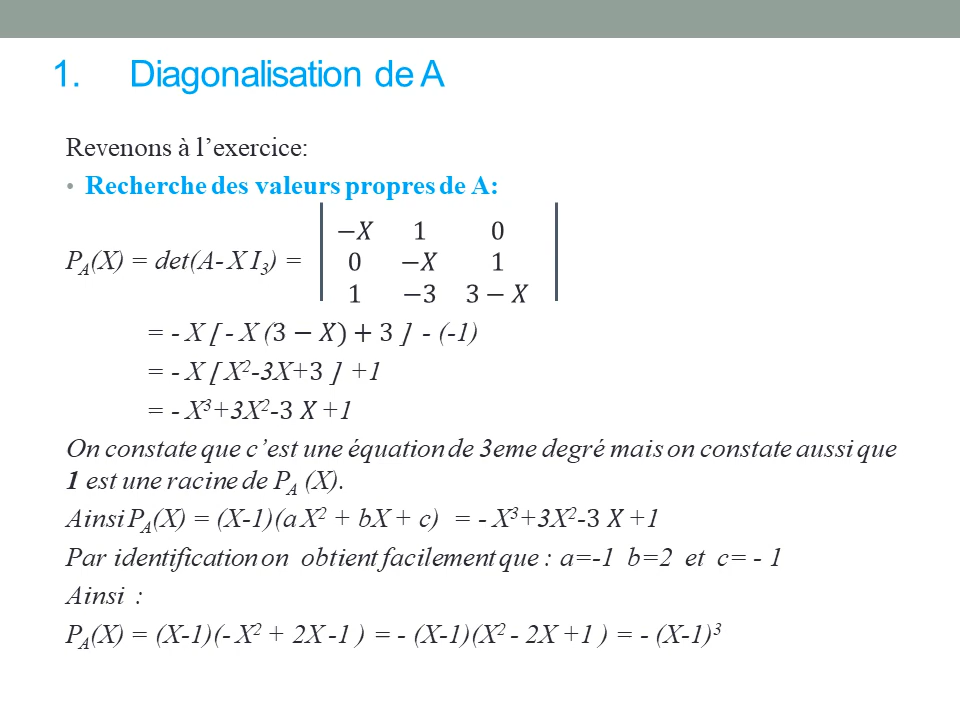 1. Diagonalisation de A
Revenons à l’exercice:
• Recherche des valeurs propres de A:
−X 1 0
P_A(X) = det(A- X I₃) = 0 −X 1
1 −3 3 − X
= - X [ - X (3 − X) + 3 ] - (-1)
= - X [ X²-3X+3 ] +1
= - X³+3X²-3 X +1
On constate que c’est une équation de 3eme degré mais on constate aussi que
1 est une racine de P_A (X).
Ainsi P_A(X) = (X-1)(a X² + bX + c) = - X³+3X²-3 X +1
Par identification on obtient facilement que : a=-1 b=2 et c= - 1
Ainsi :
P_A(X) = (X-1)(- X² + 2X -1 ) = - (X-1)(X² - 2X +1 ) = - (X-1)³